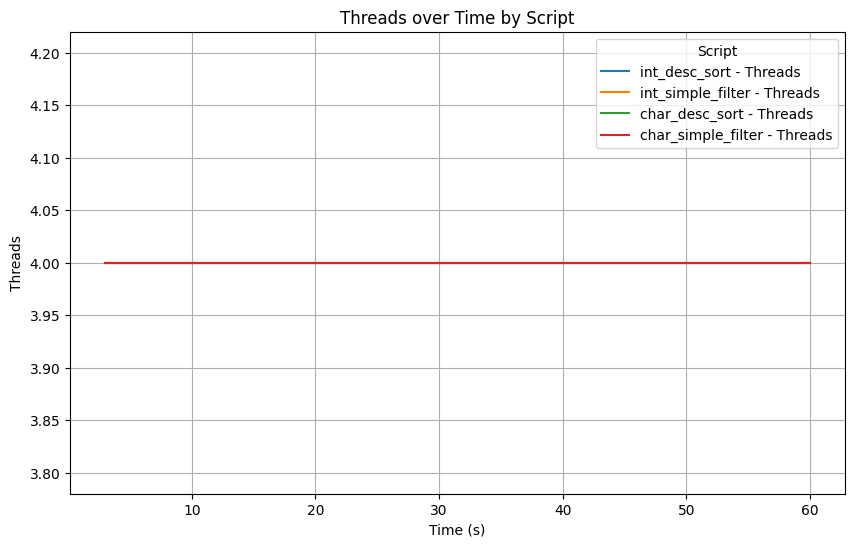 Threads over Time by Script
Script
int_desc_sort - Threads
int_simple_filter - Threads
char_desc_sort - Threads
char_simple_filter - Threads
Threads
4.20
4.15
4.10
4.05
4.00
3.95
3.90
3.85
3.80
10 20 30 40 50 60
Time (s)